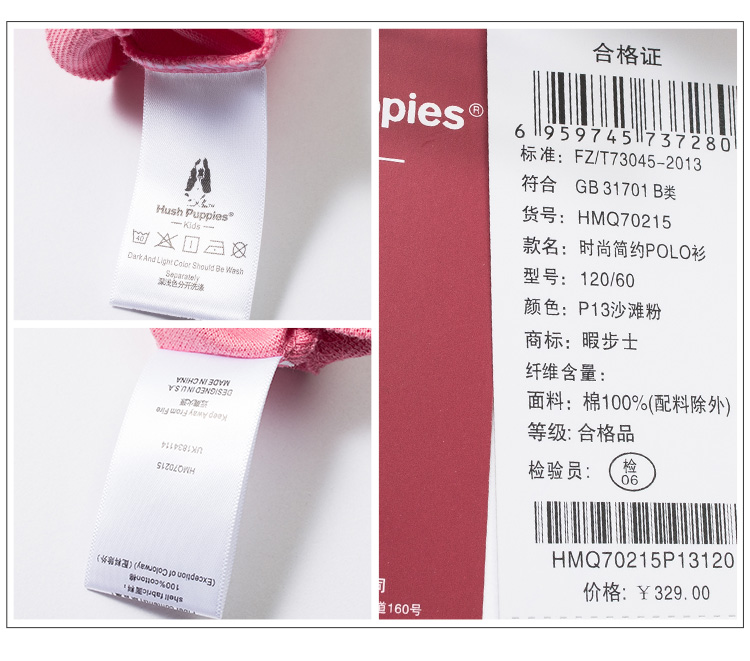 Hush Puppies®
Kids
40
Dark And Light Color Should Be Wash
Separately
深浅色分开洗涤
MADE IN CHINA
DESIGNED IN U.S.A
远离火源
Keep Away From Fire
UK1834114
HMQ70215
(Exception of Colorway) (配料除外)
100%cotton棉
shell fabric面料:
ppies®
司
道160号
合格证
6 959745 737280
标准: FZ/T73045-2013
符合 GB 31701 B类
货号: HMQ70215
款名: 时尚简约POLO衫
型号: 120/60
颜色: P13沙滩粉
商标: 暇步士
纤维含量:
面料: 棉100%(配料除外)
等级: 合格品
检验员: 检
06
HMQ70215P13120
价格: ¥329.00